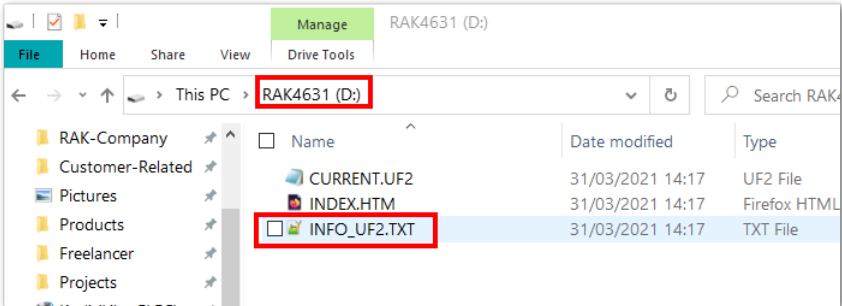 Manage RAK4631 (D:)
File Home Share View Drive Tools
This PC RAK4631 (D:) Search RAK4
RAK-Company
Customer-Related
Pictures
Products
Freelancer
Projects
Name Date modified Type
CURRENT.UF2 31/03/2021 14:17 UF2 File
INDEX.HTM 31/03/2021 14:17 Firefox HTML
INFO_UF2.TXT 31/03/2021 14:17 TXT File